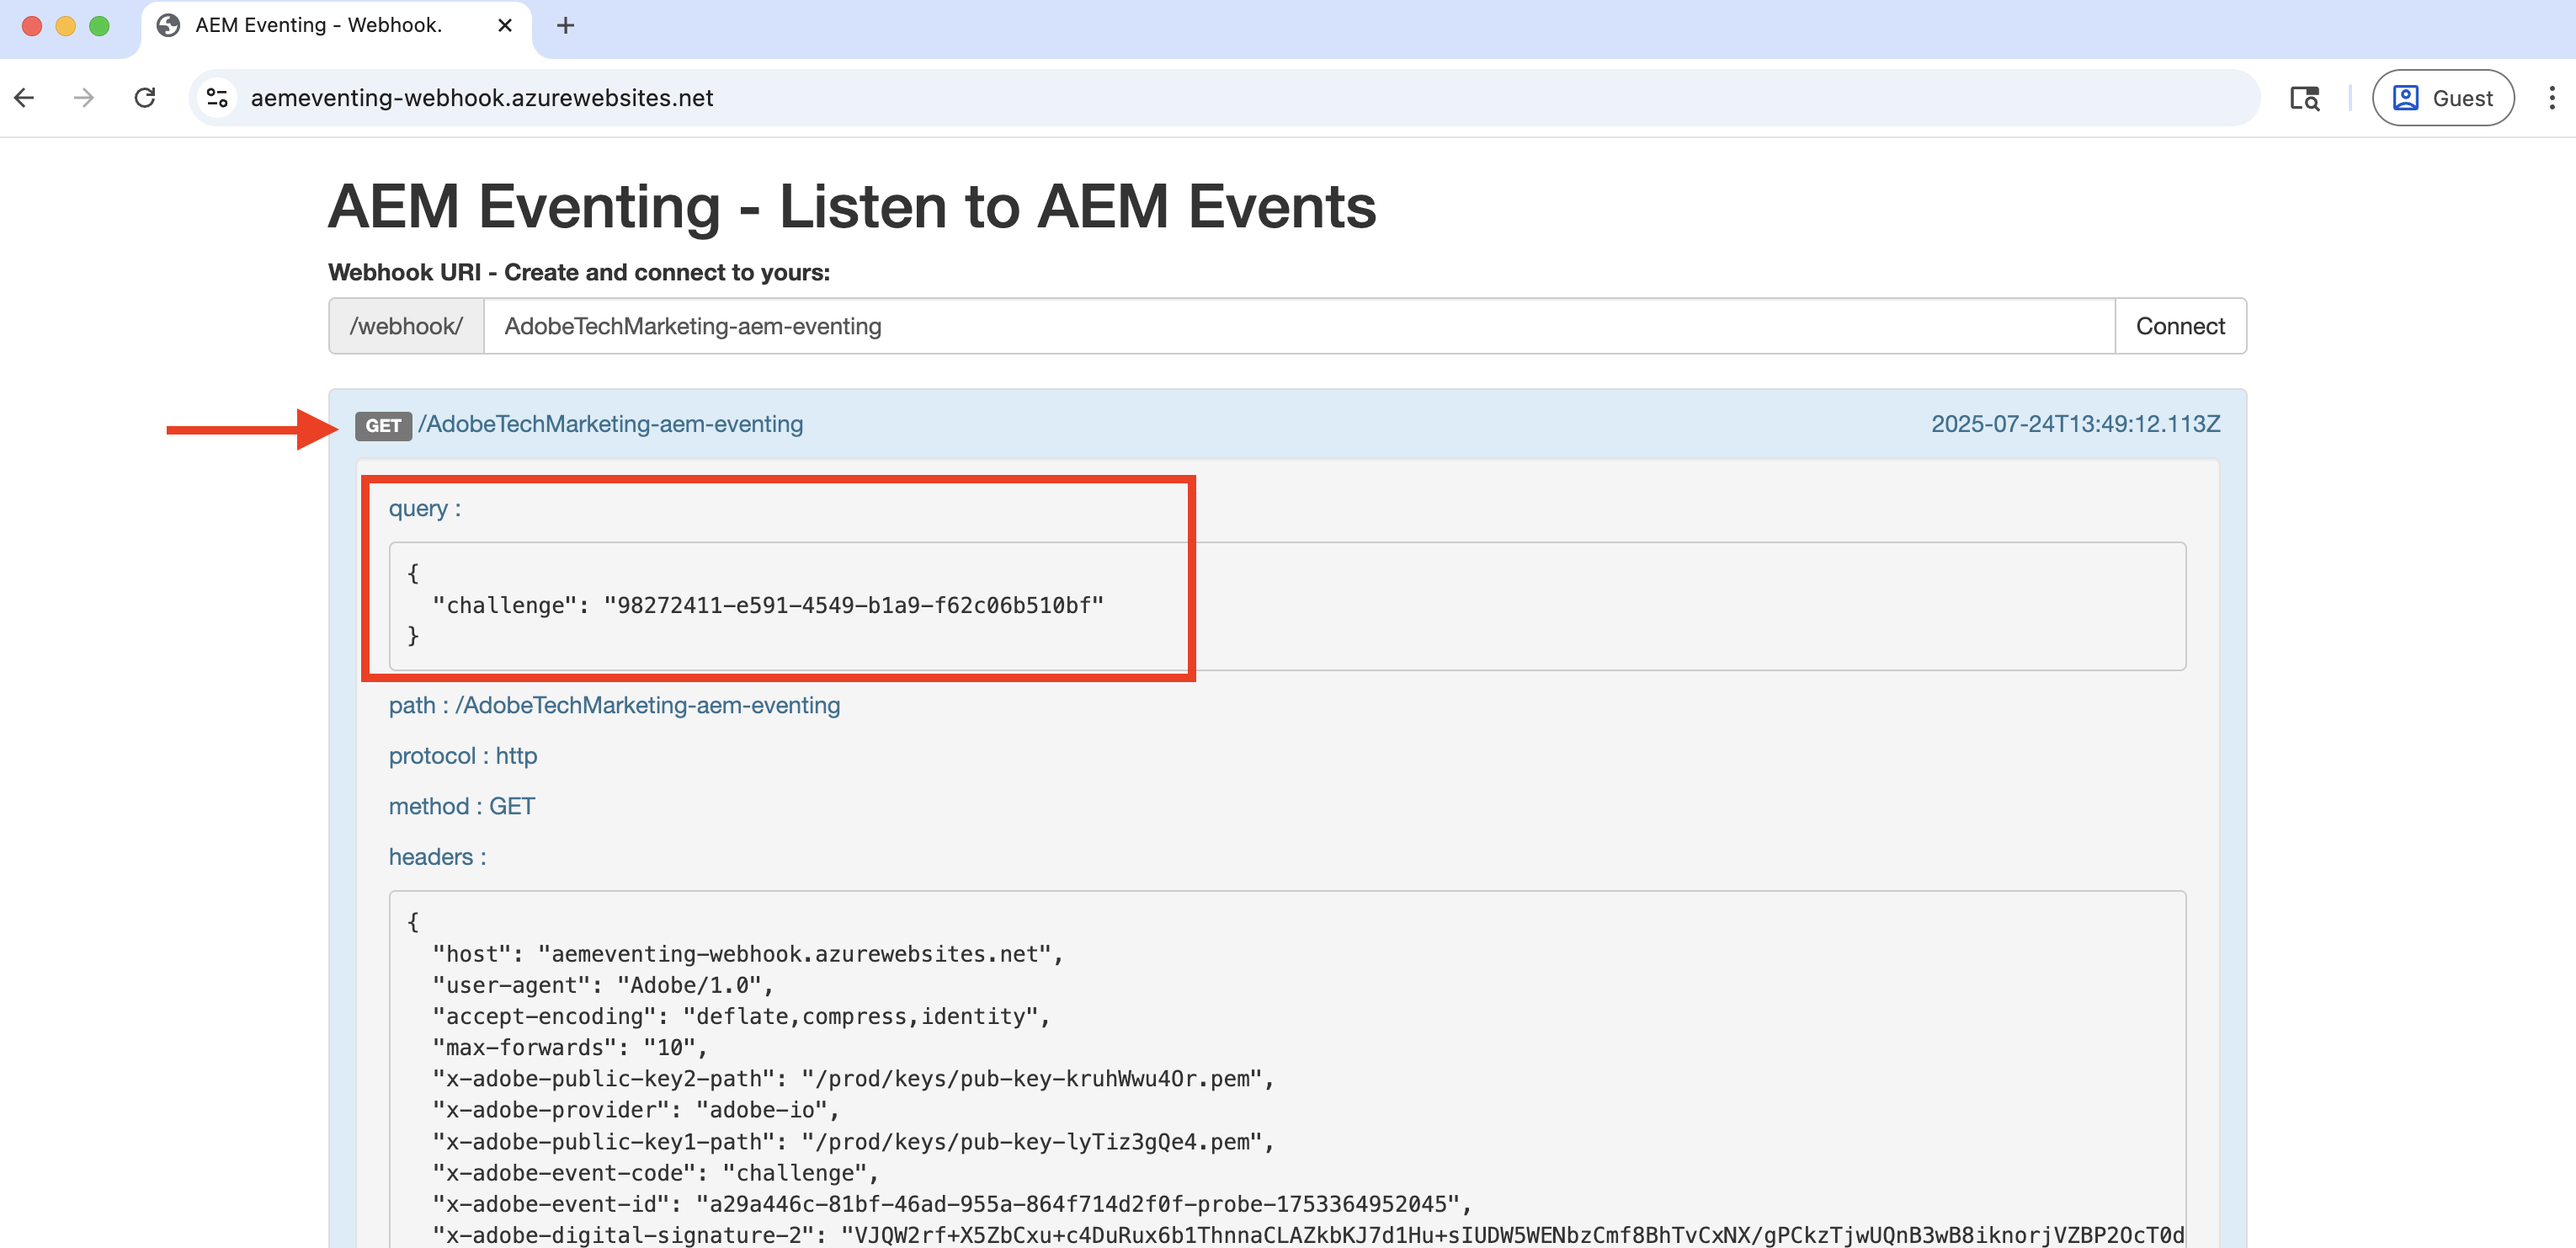 AEM Eventing - Webhook.
aemeventing-webhook.azurewebsites.net
Guest
AEM Eventing - Listen to AEM Events
Webhook URI - Create and connect to yours:
/webhook/ AdobeTechMarketing-aem-eventing Connect
GET /AdobeTechMarketing-aem-eventing 2025-07-24T13:49:12.113Z
query :
{
"challenge": "98272411-e591-4549-b1a9-f62c06b510bf"
}
path : /AdobeTechMarketing-aem-eventing
protocol : http
method : GET
headers :
{
"host": "aemeventing-webhook.azurewebsites.net",
"user-agent": "Adobe/1.0",
"accept-encoding": "deflate,compress,identity",
"max-forwards": "10",
"x-adobe-public-key2-path": "/prod/keys/pub-key-kruhWwu4Or.pem",
"x-adobe-provider": "adobe-io",
"x-adobe-public-key1-path": "/prod/keys/pub-key-lyTiz3gQe4.pem",
"x-adobe-event-code": "challenge",
"x-adobe-event-id": "a29a446c-81bf-46ad-955a-864f714d2f0f-probe-1753364952045",
"x-adobe-digital-signature-2": "VJQW2rf+X5ZbCxu+c4DuRux6b1ThnnaCLAZkbKJ7d1Hu+sIUDW5WENbzCmf8BhTvCxNX/gPCkzTjwUQnB3wB8iknorjVZBP2OcT0d